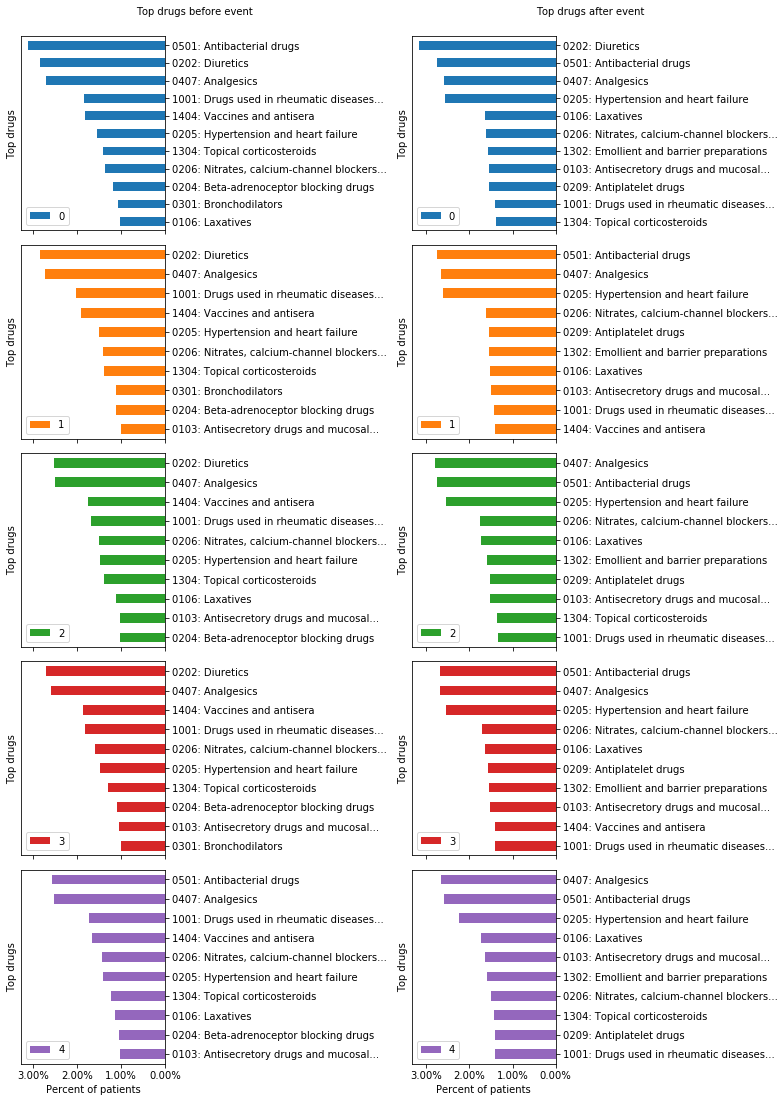 Top drugs before event
Top drugs
0501: Antibacterial drugs
0202: Diuretics
0407: Analgesics
1001: Drugs used in rheumatic diseases...
1404: Vaccines and antisera
0205: Hypertension and heart failure
1304: Topical corticosteroids
0206: Nitrates, calcium-channel blockers...
0204: Beta-adrenoceptor blocking drugs
0301: Bronchodilators
0106: Laxatives
0
Top drugs
0202: Diuretics
0407: Analgesics
1001: Drugs used in rheumatic diseases...
1404: Vaccines and antisera
0205: Hypertension and heart failure
0206: Nitrates, calcium-channel blockers...
1304: Topical corticosteroids
0301: Bronchodilators
0204: Beta-adrenoceptor blocking drugs
0103: Antisecretory drugs and mucosal...
1
Top drugs
0202: Diuretics
0407: Analgesics
1404: Vaccines and antisera
1001: Drugs used in rheumatic diseases...
0206: Nitrates, calcium-channel blockers...
0205: Hypertension and heart failure
1304: Topical corticosteroids
0106: Laxatives
0103: Antisecretory drugs and mucosal...
0204: Beta-adrenoceptor blocking drugs
2
Top drugs
0202: Diuretics
0407: Analgesics
1404: Vaccines and antisera
1001: Drugs used in rheumatic diseases...
0206: Nitrates, calcium-channel blockers...
0205: Hypertension and heart failure
1304: Topical corticosteroids
0204: Beta-adrenoceptor blocking drugs
0103: Antisecretory drugs and mucosal...
0301: Bronchodilators
3
Top drugs
0501: Antibacterial drugs
0407: Analgesics
1001: Drugs used in rheumatic diseases...
1404: Vaccines and antisera
0206: Nitrates, calcium-channel blockers...
0205: Hypertension and heart failure
1304: Topical corticosteroids
0106: Laxatives
0204: Beta-adrenoceptor blocking drugs
0103: Antisecretory drugs and mucosal...
4
3.00% 2.00% 1.00% 0.00%
Percent of patients
Top drugs after event
Top drugs
0202: Diuretics
0501: Antibacterial drugs
0407: Analgesics
0205: Hypertension and heart failure
0106: Laxatives
0206: Nitrates, calcium-channel blockers...
1302: Emollient and barrier preparations
0103: Antisecretory drugs and mucosal...
0209: Antiplatelet drugs
1001: Drugs used in rheumatic diseases...
1304: Topical corticosteroids
0
Top drugs
0501: Antibacterial drugs
0407: Analgesics
0205: Hypertension and heart failure
0206: Nitrates, calcium-channel blockers...
0209: Antiplatelet drugs
1302: Emollient and barrier preparations
0106: Laxatives
0103: Antisecretory drugs and mucosal...
1001: Drugs used in rheumatic diseases...
1404: Vaccines and antisera
1
Top drugs
0407: Analgesics
0501: Antibacterial drugs
0205: Hypertension and heart failure
0206: Nitrates, calcium-channel blockers...
0106: Laxatives
1302: Emollient and barrier preparations
0209: Antiplatelet drugs
0103: Antisecretory drugs and mucosal...
1304: Topical corticosteroids
1001: Drugs used in rheumatic diseases...
2
Top drugs
0501: Antibacterial drugs
0407: Analgesics
0205: Hypertension and heart failure
0206: Nitrates, calcium-channel blockers...
0106: Laxatives
0209: Antiplatelet drugs
1302: Emollient and barrier preparations
0103: Antisecretory drugs and mucosal...
1404: Vaccines and antisera
1001: Drugs used in rheumatic diseases...
3
Top drugs
0407: Analgesics
0501: Antibacterial drugs
0205: Hypertension and heart failure
0106: Laxatives
0103: Antisecretory drugs and mucosal...
1302: Emollient and barrier preparations
0206: Nitrates, calcium-channel blockers...
1304: Topical corticosteroids
0209: Antiplatelet drugs
1001: Drugs used in rheumatic diseases...
4
3.00% 2.00% 1.00% 0.00%
Percent of patients